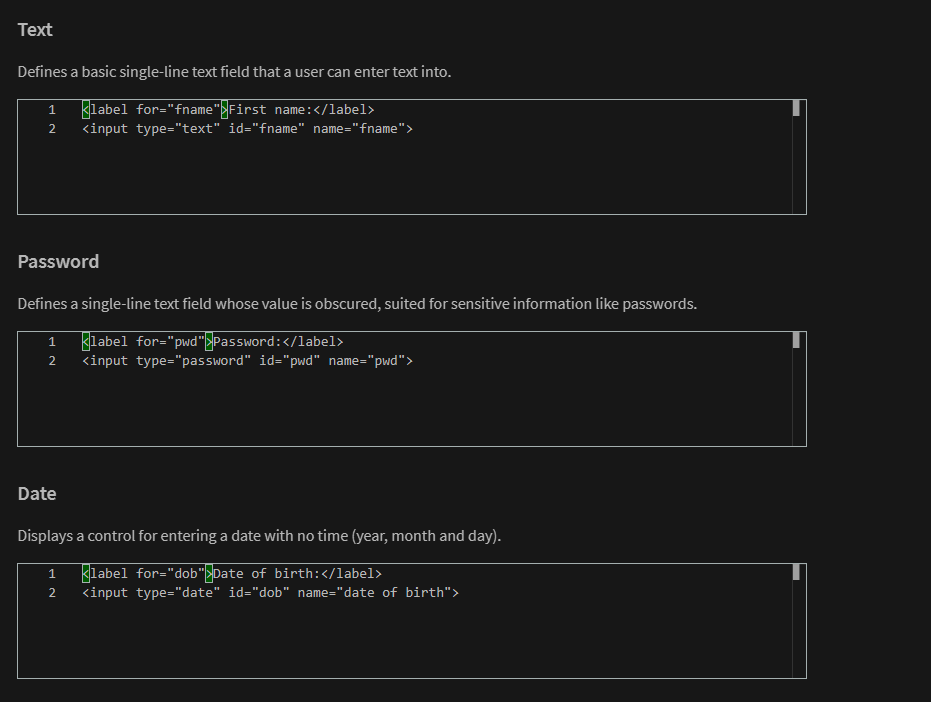 Text
Defines a basic single-line text field that a user can enter text into.
1 <label for="fname">First name:</label>
2 <input type="text" id="fname" name="fname">
Password
Defines a single-line text field whose value is obscured, suited for sensitive information like passwords.
1 <label for="pwd">Password:</label>
2 <input type="password" id="pwd" name="pwd">
Date
Displays a control for entering a date with no time (year, month and day).
1 <label for="dob">Date of birth:</label>
2 <input type="date" id="dob" name="date of birth">